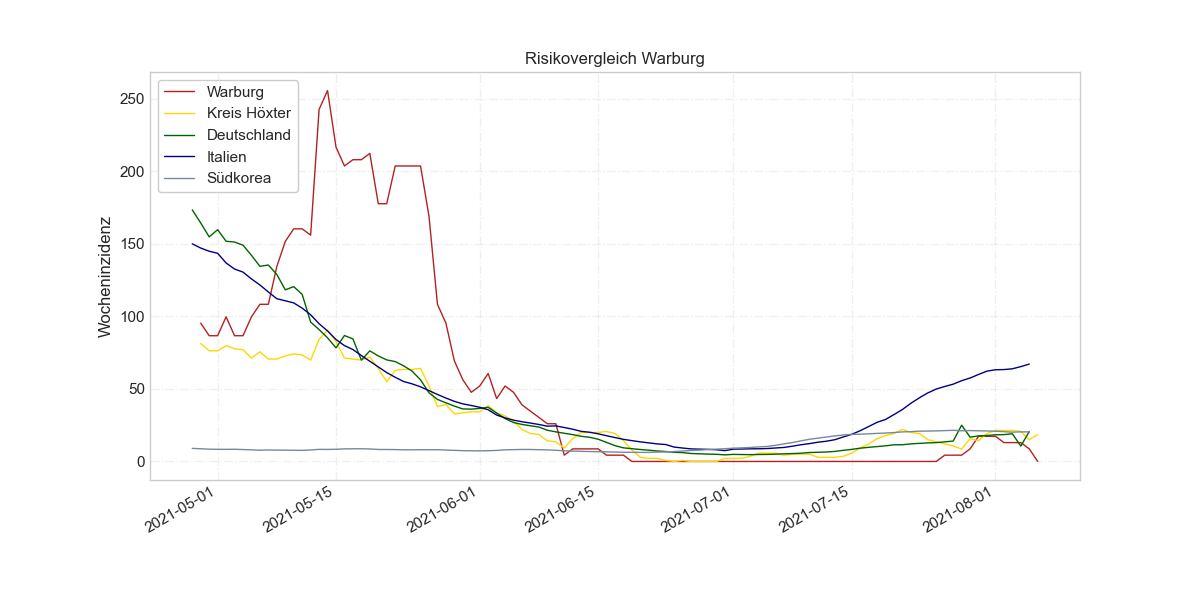 Risikovergleich Warburg
Warburg
Kreis Höxter
Deutschland
Italien
Südkorea
Wocheninzidenz
250
200
150
100
50
0
2021-05-01
2021-05-15
2021-06-01
2021-06-15
2021-07-01
2021-07-15
2021-08-01